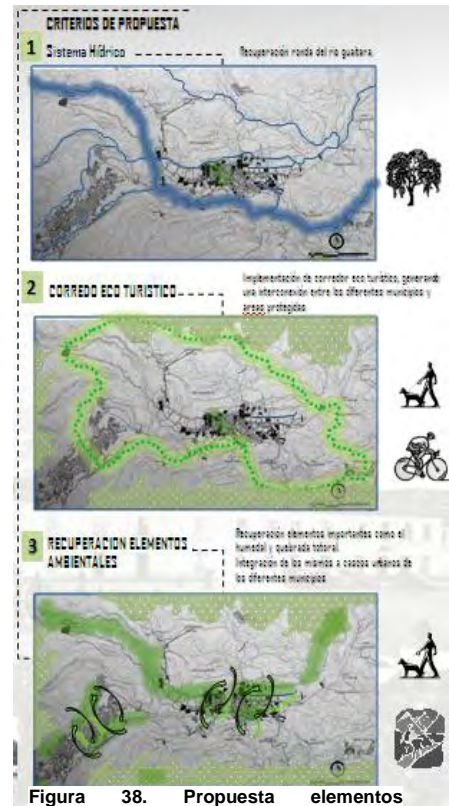 CRITERIOS DE PROPUESTA
1 Sistema Hídrico
Recuperación ronda del río guaitara.
2 CORREDO ECO TURISTICO
Implementación de corredor eco turístico, generando
una interconexión entre los diferentes municipios y
areas protegidas.
3 RECUPERACION ELEMENTOS
AMBIENTALES
Recuperación elementos importantes como el
humedal y quebrada totoral
Integración de los mismos a cascos urbanos de
los diferentes municipios
Figura 38. Propuesta elementos